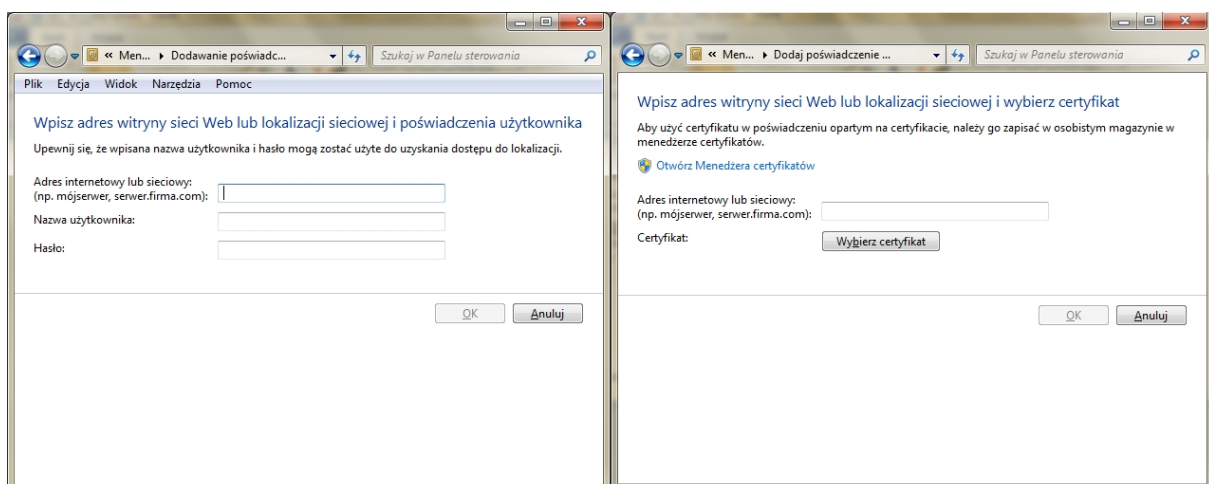 « Men... ▸ Dodawanie poświadc...
Szukaj w Panelu sterowania
Plik Edycja Widok Narzędzia Pomoc
Wpisz adres witryny sieci Web lub lokalizacji sieciowej i poświadczenia użytkownika
Upewnij się, że wpisana nazwa użytkownika i hasło mogą zostać użyte do uzyskania dostępu do lokalizacji.
Adres internetowy lub sieciowy:
(np. mójserwer, serwer.firma.com):
Nazwa użytkownika:
Hasło:
OK Anuluj
« Men... ▸ Dodaj poświadczenie ...
Szukaj w Panelu sterowania
Wpisz adres witryny sieci Web lub lokalizacji sieciowej i wybierz certyfikat
Aby użyć certyfikatu w poświadczeniu opartym na certyfikacie, należy go zapisać w osobistym magazynie w
menedżerze certyfikatów.
Otwórz Menedżera certyfikatów
Adres internetowy lub sieciowy:
(np. mójserwer, serwer.firma.com):
Certyfikat:
Wybierz certyfikat
OK Anuluj